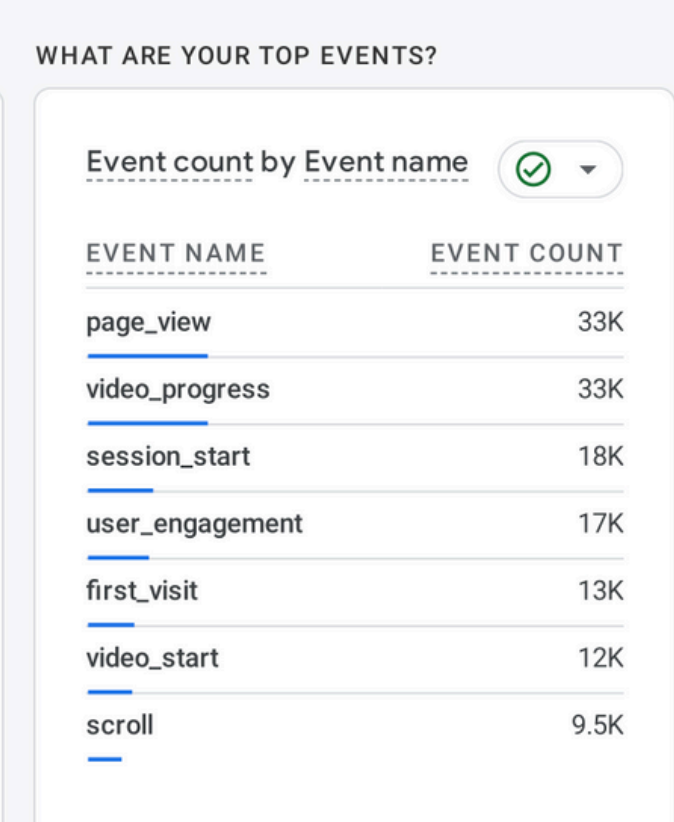 WHAT ARE YOUR TOP EVENTS?
Event count by Event name
EVENT NAME EVENT COUNT
page_view 33K
video_progress 33K
session_start 18K
user_engagement 17K
first_visit 13K
video_start 12K
scroll 9.5K